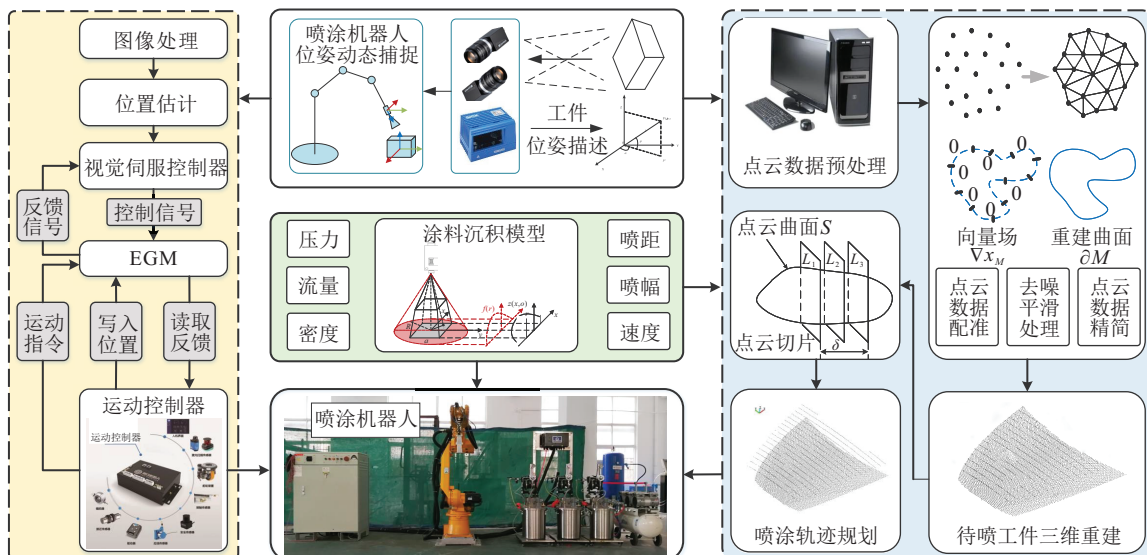 图像处理
位置估计
视觉伺服控制器
反馈
信号
控制信号
EGM
运动
指令
写入
位置
读取
反馈
运动控制器
运动控制器
喷涂机器人
位姿动态捕捉
工件
位姿描述
压力
流量
密度
涂料沉积模型
f(r)
z(x,o)
x
喷距
喷幅
速度
喷涂机器人
点云数据预处理
点云曲面S
L₁
L₂
L₃
点云切片
δ
喷涂轨迹规划
0
0
0
0
0
0
0
向量场
∇x_M
重建曲面
∂M
点云
数据
配准
去噪
平滑
处理
点云
数据
精简
待喷工件三维重建